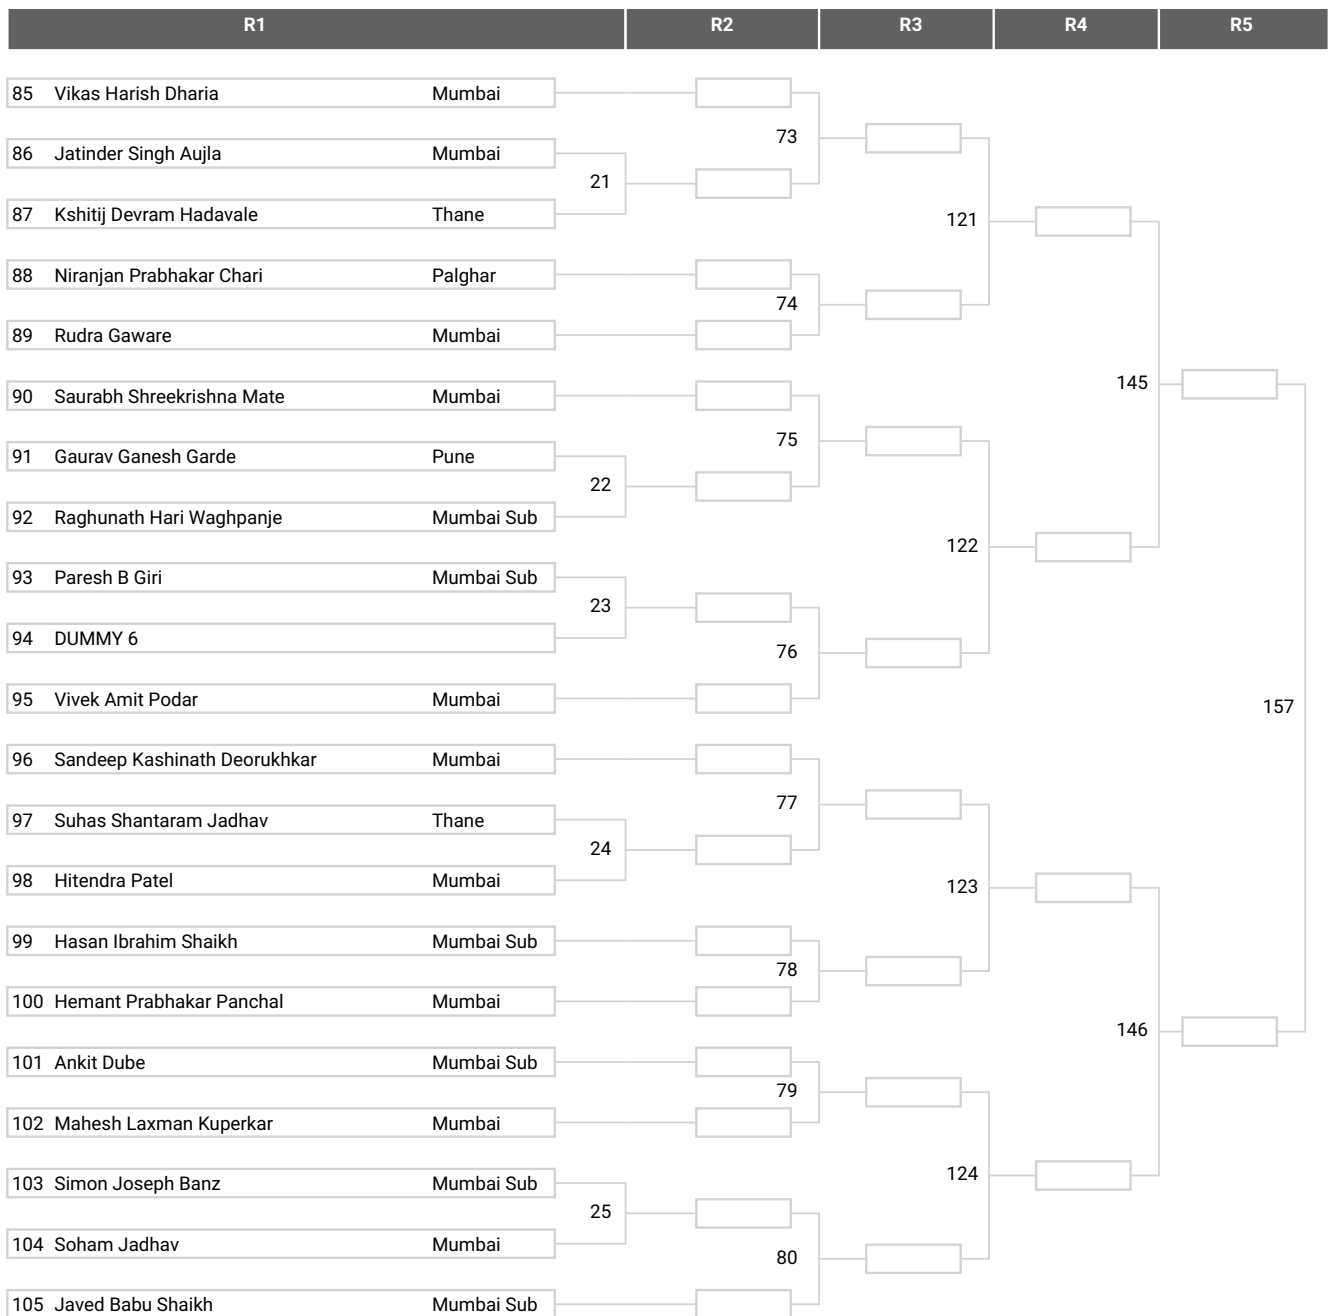 R1 R2 R3 R4 R5
85 Vikas Harish Dharia Mumbai
73
86 Jatinder Singh Aujla Mumbai
21
87 Kshitij Devram Hadavale Thane
121
88 Niranjan Prabhakar Chari Palghar
74
89 Rudra Gaware Mumbai
145
90 Saurabh Shreekrishna Mate Mumbai
75
91 Gaurav Ganesh Garde Pune
22
92 Raghunath Hari Waghpanje Mumbai Sub
122
93 Paresh B Giri Mumbai Sub
23
94 DUMMY 6
76
95 Vivek Amit Podar Mumbai
157
96 Sandeep Kashinath Deorukhkar Mumbai
77
97 Suhas Shantaram Jadhav Thane
24
98 Hitendra Patel Mumbai
123
99 Hasan Ibrahim Shaikh Mumbai Sub
78
100 Hemant Prabhakar Panchal Mumbai
146
101 Ankit Dube Mumbai Sub
79
102 Mahesh Laxman Kuperkar Mumbai
124
103 Simon Joseph Banz Mumbai Sub
25
104 Soham Jadhav Mumbai
80
105 Javed Babu Shaikh Mumbai Sub